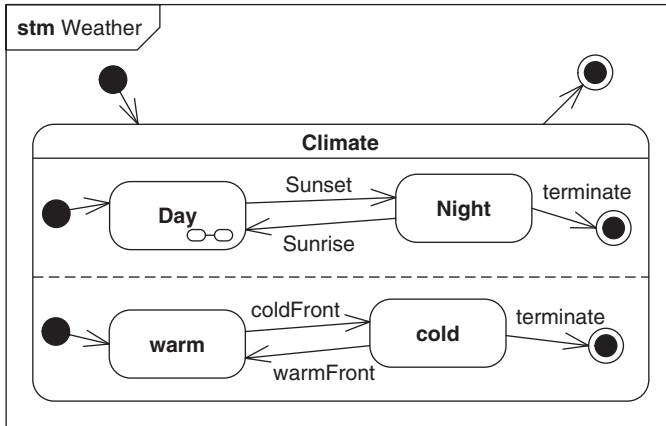 stm Weather
Climate
Day
Sunset
Sunrise
Night
terminate
warm
coldFront
warmFront
cold
terminate